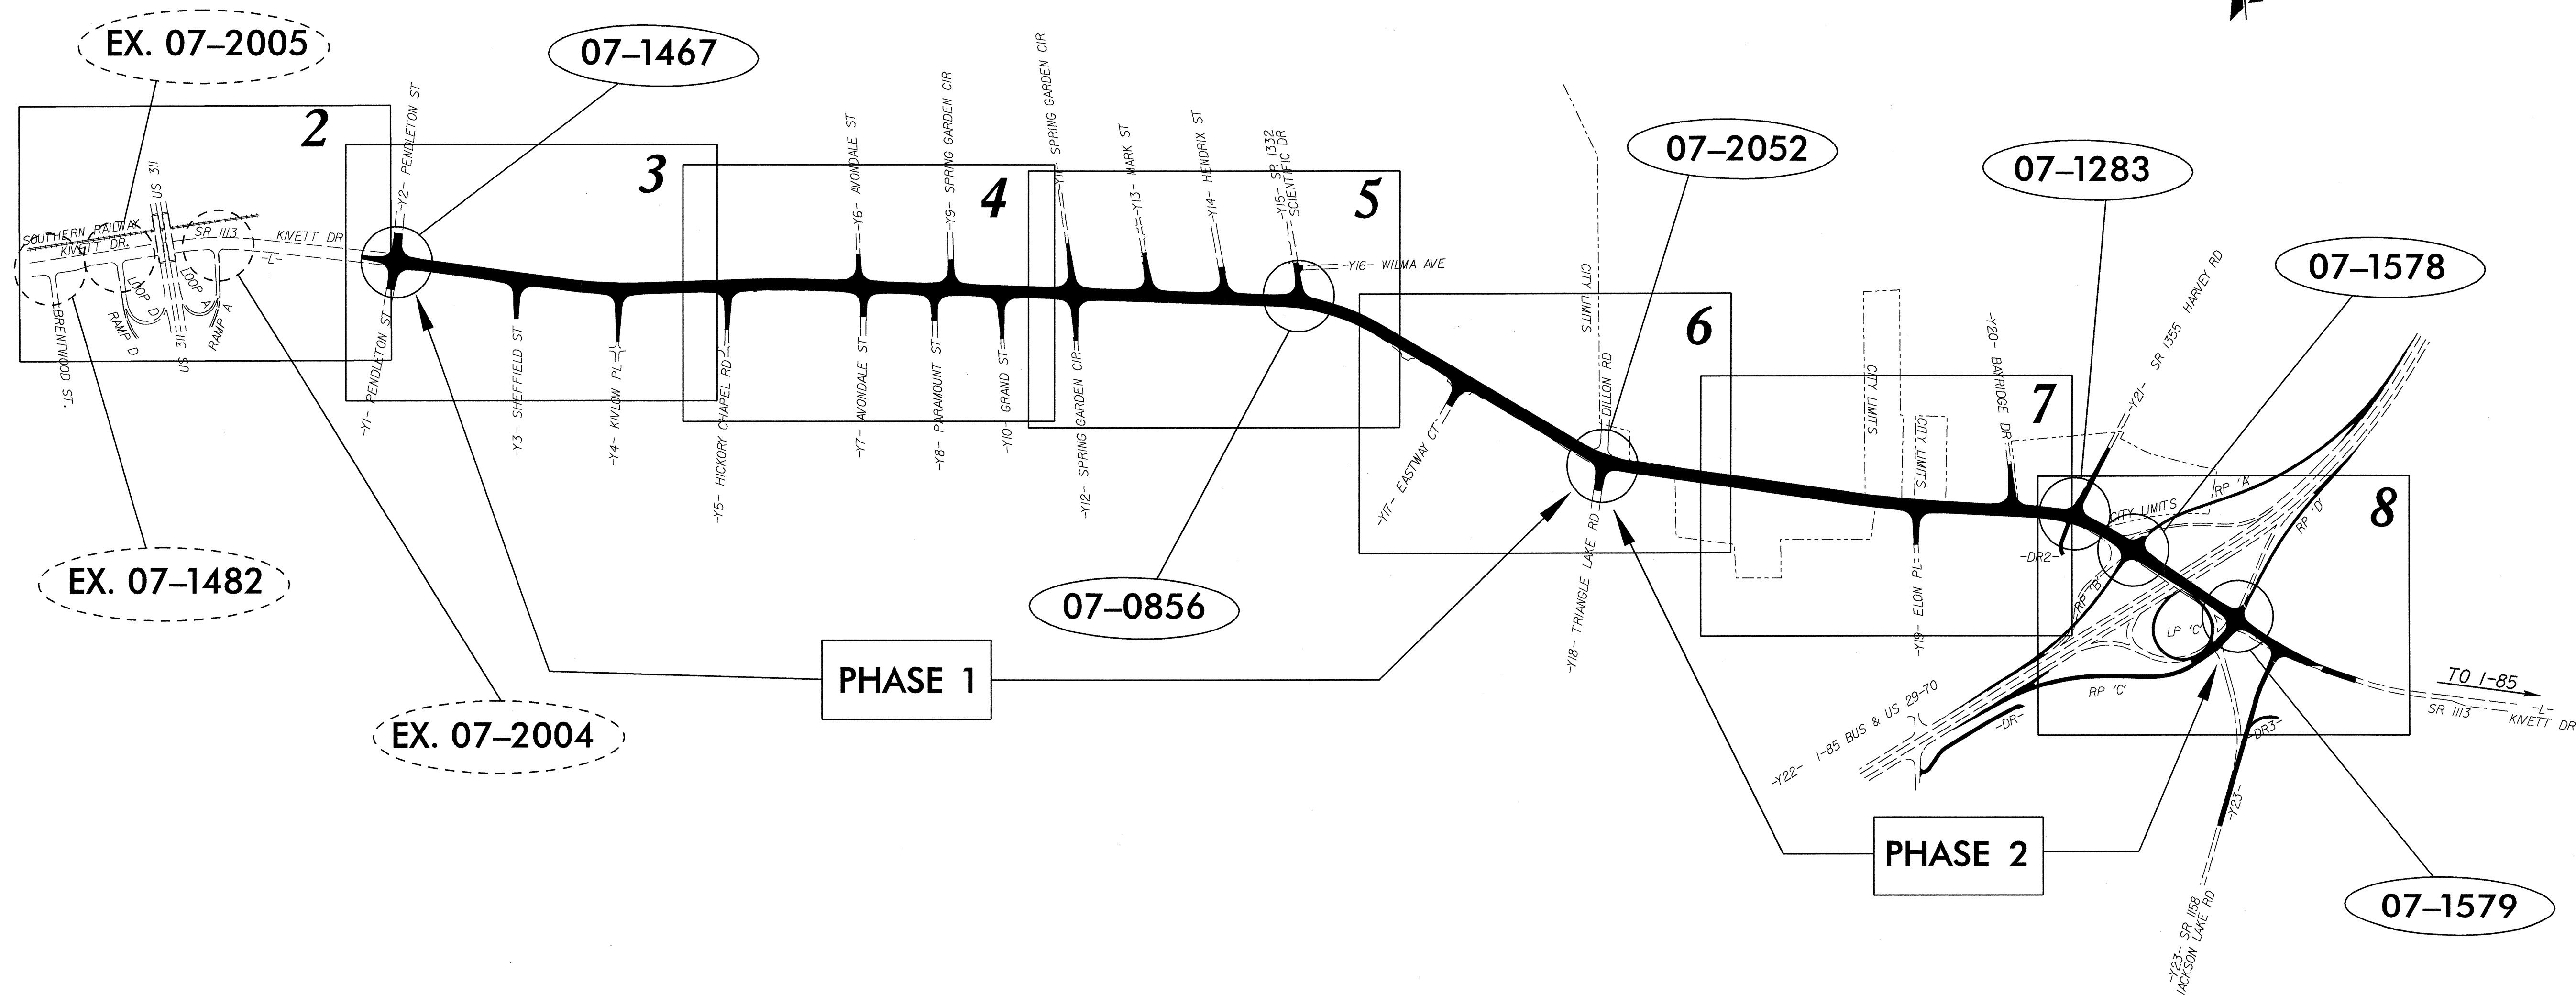 EX. 07–2005
07–1467
07–2052
07–1283
07–1578
2
3
4
5
6
7
8
US 311
SOUTHERN RAILWAY
KIVETT DR.
SR 1113
KIVETT DR
-L-
LOOP D
LOOP A
RAMP D
RAMP A
US 311
BRENTWOOD ST.
-Y2- PENDLETON ST
-Y1- PENDLETON ST
-Y3- SHEFFIELD ST
-Y4- KIVLOW PL
-Y5- HICKORY CHAPEL RD
-Y6- AVONDALE ST
-Y7- AVONDALE ST
-Y8- PARAMOUNT ST
-Y9- SPRING GARDEN CIR
-Y10- GRAND ST
-Y11- SPRING GARDEN CIR
-Y12- SPRING GARDEN CIR
-Y13- MARK ST
-Y14- HENDRIX ST
-Y15- SR 1332
SCIENTIFIC DR
-Y16- WILMA AVE
-Y17- EASTWAY CT
CITY LIMITS
DILLON RD
-Y18- TRIANGLE LAKE RD
CITY LIMITS
CITY LIMITS
-Y19- ELON PL
-Y20- BAYRIDGE DR
-Y21- SR 1355 HARVEY RD
CITY LIMITS
RP 'A'
RP 'D'
RP 'B'
LP 'C'
RP 'C'
-DR2-
-DR-
-DR3-
-Y22- I-85 BUS & US 29-70
-Y23-
-Y23- SR 1158
JACKSON LAKE RD
TO I-85
-L-
SR 1113
KIVETT DR
EX. 07–1482
EX. 07–2004
07–0856
PHASE 1
PHASE 2
07–1579